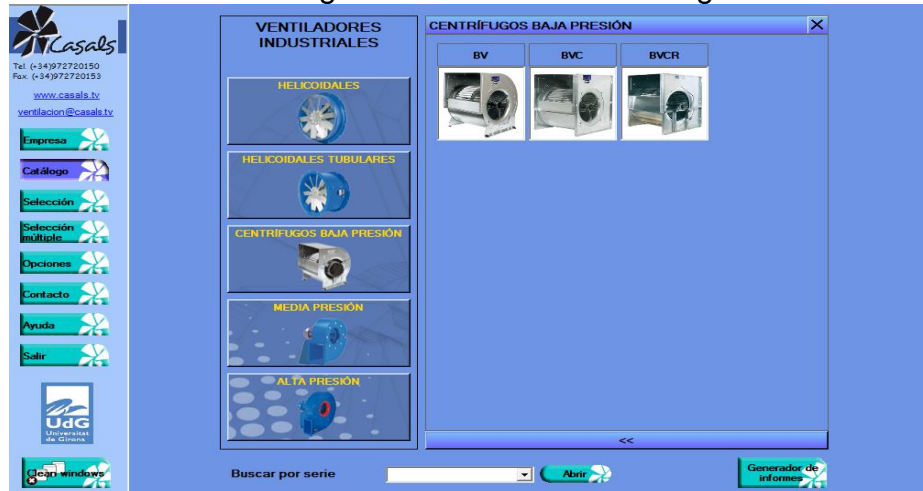 Casals
Tel. (+34)972720150
Fax. (+34)972720153
www.casals.tv
ventilacion@casals.tv
Empresa
Catálogo
Selección
Selección
múltiple
Opciones
Contacto
Ayuda
Salir
UdG
Universitat
de Girona
Clean windows
VENTILADORES
INDUSTRIALES
HELICOIDALES
HELICOIDALES TUBULARES
CENTRÍFUGOS BAJA PRESIÓN
MEDIA PRESIÓN
ALTA PRESIÓN
CENTRÍFUGOS BAJA PRESIÓN X
BV BVC BVCR
<<
Buscar por serie Abrir
Generador de
informes